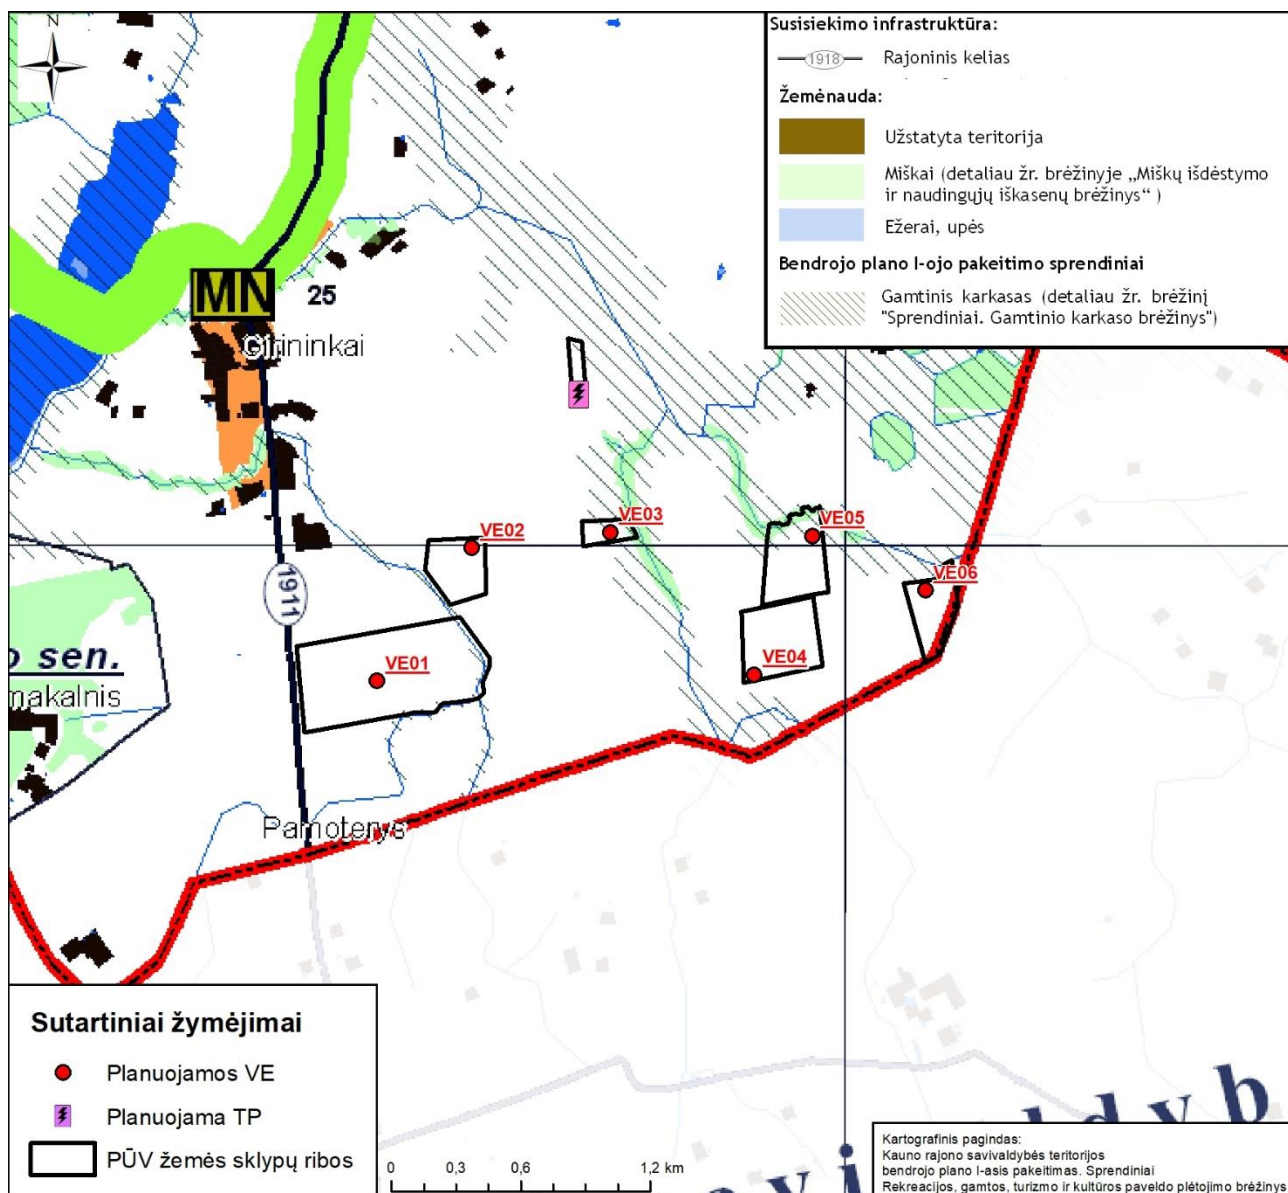 N
Susisiekimo infrastruktūra:
1918 Rajoninis kelias
Žemėnauda:
Užstatyta teritorija
Miškai (detaliau žr. brėžinyje „Miškų išdėstymo
ir naudingųjų iškasenų brėžinys“ )
Ežerai, upės
Bendrojo plano I-ojo pakeitimo sprendiniai
Gamtinis karkasas (detaliau žr. brėžinį
"Sprendiniai. Gamtinio karkaso brėžinys")
MN
25
Girininkai
VE03
VE05
VE02
VE06
1911
o sen.
VE01
VE04
makalnis
Pamoterys
Sutartiniai žymėjimai
Planuojamos VE
Planuojama TP
PŪV žemės sklypų ribos
0 0,3 0,6 1,2 km
Kartografinis pagindas:
Kauno rajono savivaldybės teritorijos
bendrojo plano I-asis pakeitimas. Sprendiniai
Rekreacijos, gamtos, turizmo ir kultūros paveldo plėtojimo brėžinys